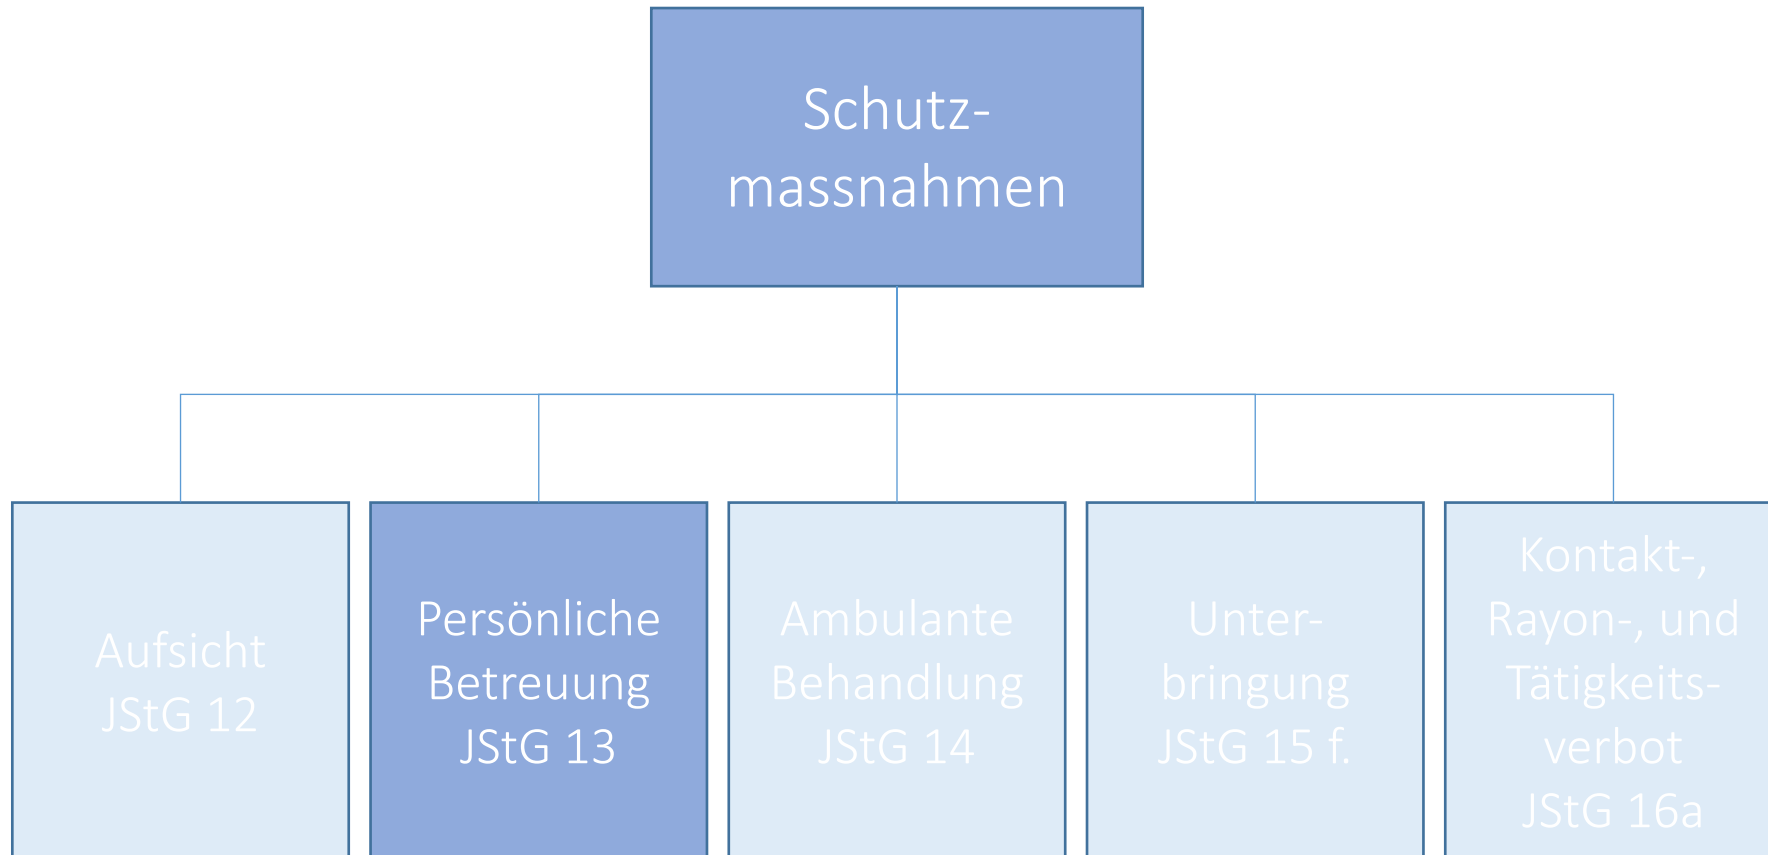 Schutz-
massnahmen
Aufsicht
JStG 12
Persönliche
Betreuung
JStG 13
Ambulante
Behandlung
JStG 14
Unter-
bringung
JStG 15 f.
Kontakt-,
Rayon-, und
Tätigkeits-
verbot
JStG 16a